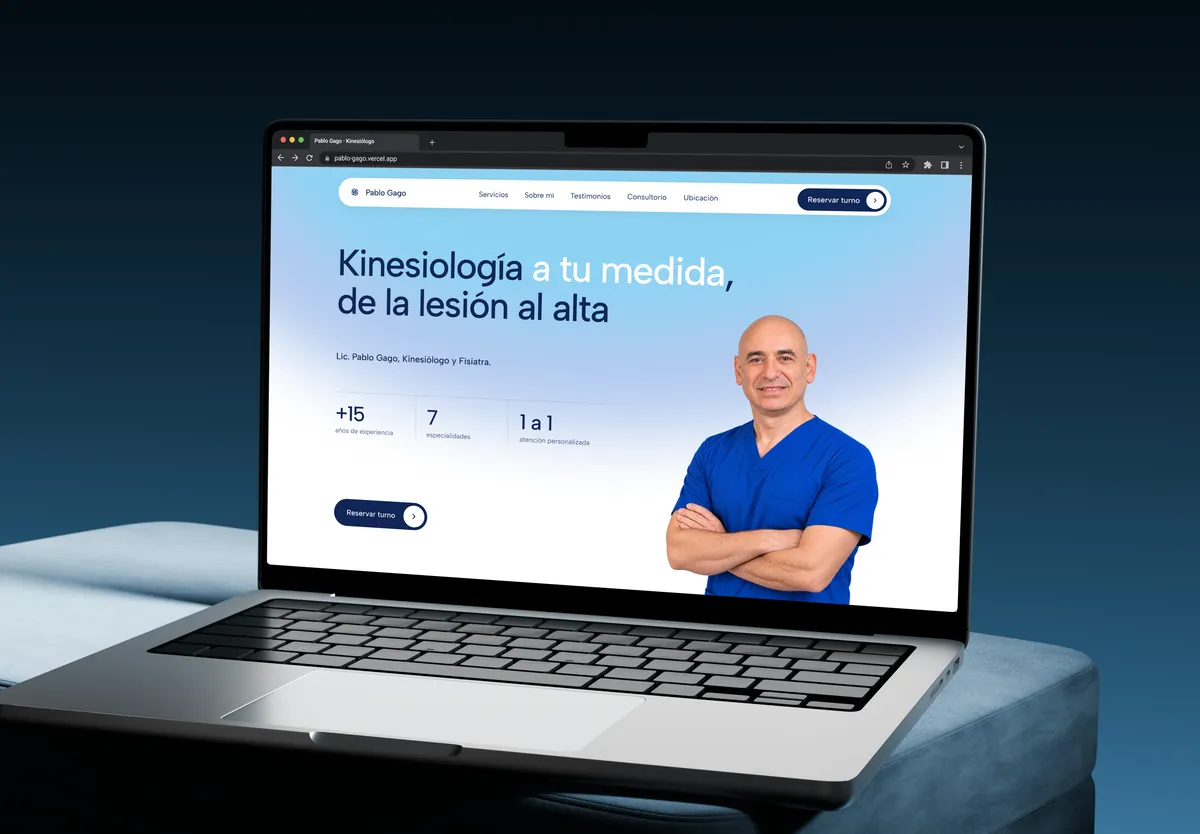 Pablo Gago - Kinesiólogo
pablo-gago.vercel.app
Pablo Gago
Servicios
Sobre mí
Testimonios
Consultorio
Ubicación
Reservar turno
Kinesiología a tu medida,
de la lesión al alta
Lic. Pablo Gago, Kinesiólogo y Fisiatra.
+15
años de experiencia
7
especialidades
1 a 1
atención personalizada
Reservar turno